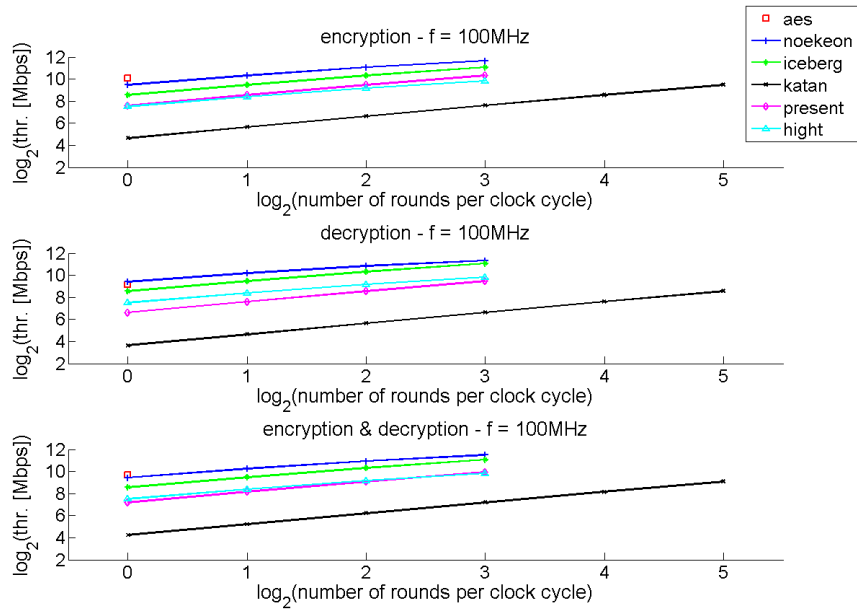 encryption - f = 100MHz
log2(thr. [Mbps])
12
10
8
6
4
2
0 1 2 3 4 5
log2(number of rounds per clock cycle)
aes
noekeon
iceberg
katan
present
hight
decryption - f = 100MHz
log2(thr. [Mbps])
12
10
8
6
4
2
0 1 2 3 4 5
log2(number of rounds per clock cycle)
encryption & decryption - f = 100MHz
log2(thr. [Mbps])
12
10
8
6
4
2
0 1 2 3 4 5
log2(number of rounds per clock cycle)